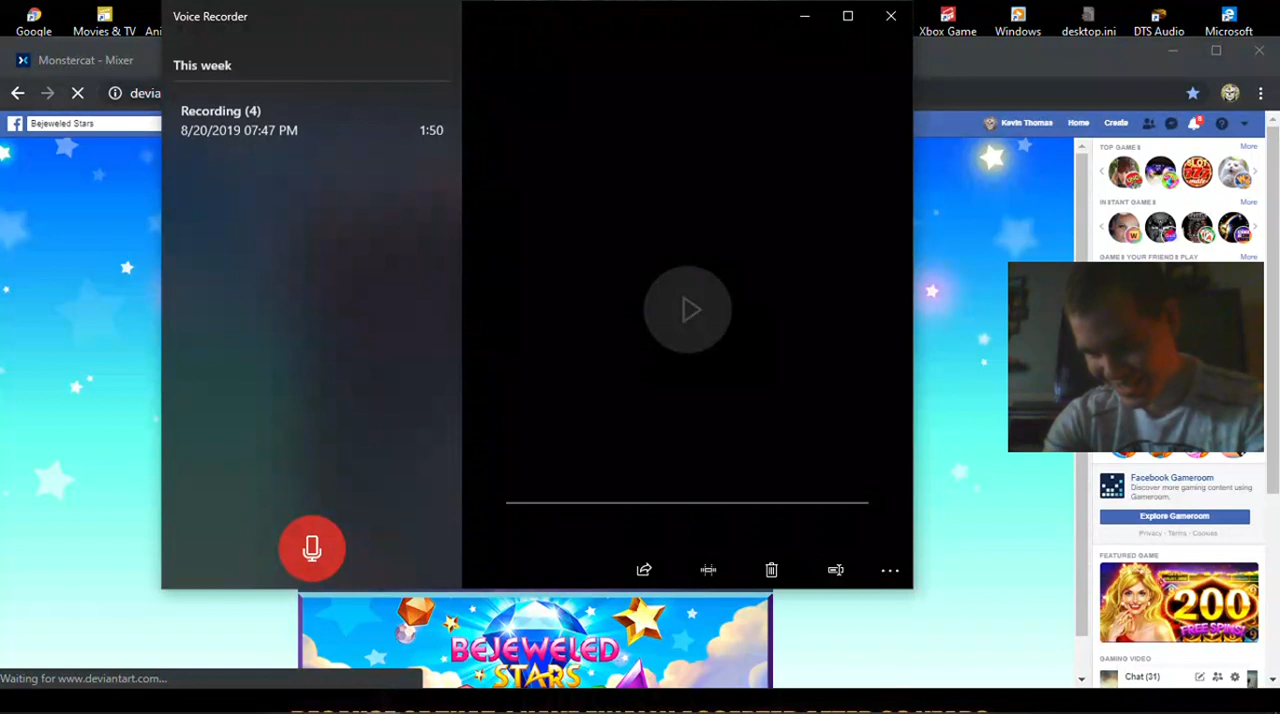 Google
Movies & TV
Ani
Xbox Game
Windows
desktop.ini
DTS Audio
Microsoft
Voice Recorder
Monstercat - Mixer
This week
devia
Recording (4)
8/20/2019 07:47 PM
1:50
Bejeweled Stars
Kevin Thomas
Home
Create
8
TOP GAMES
More
INSTANT GAMES
More
GAMES YOUR FRIENDS PLAY
More
Facebook Gameroom
Discover more gaming content using
Gameroom.
Explore Gameroom
Privacy · Terms · Cookies
FEATURED GAME
200
FREE SPINS!
GAMING VIDEO
Chat (31)
BEJEWELED
STARS
Waiting for www.deviantart.com...